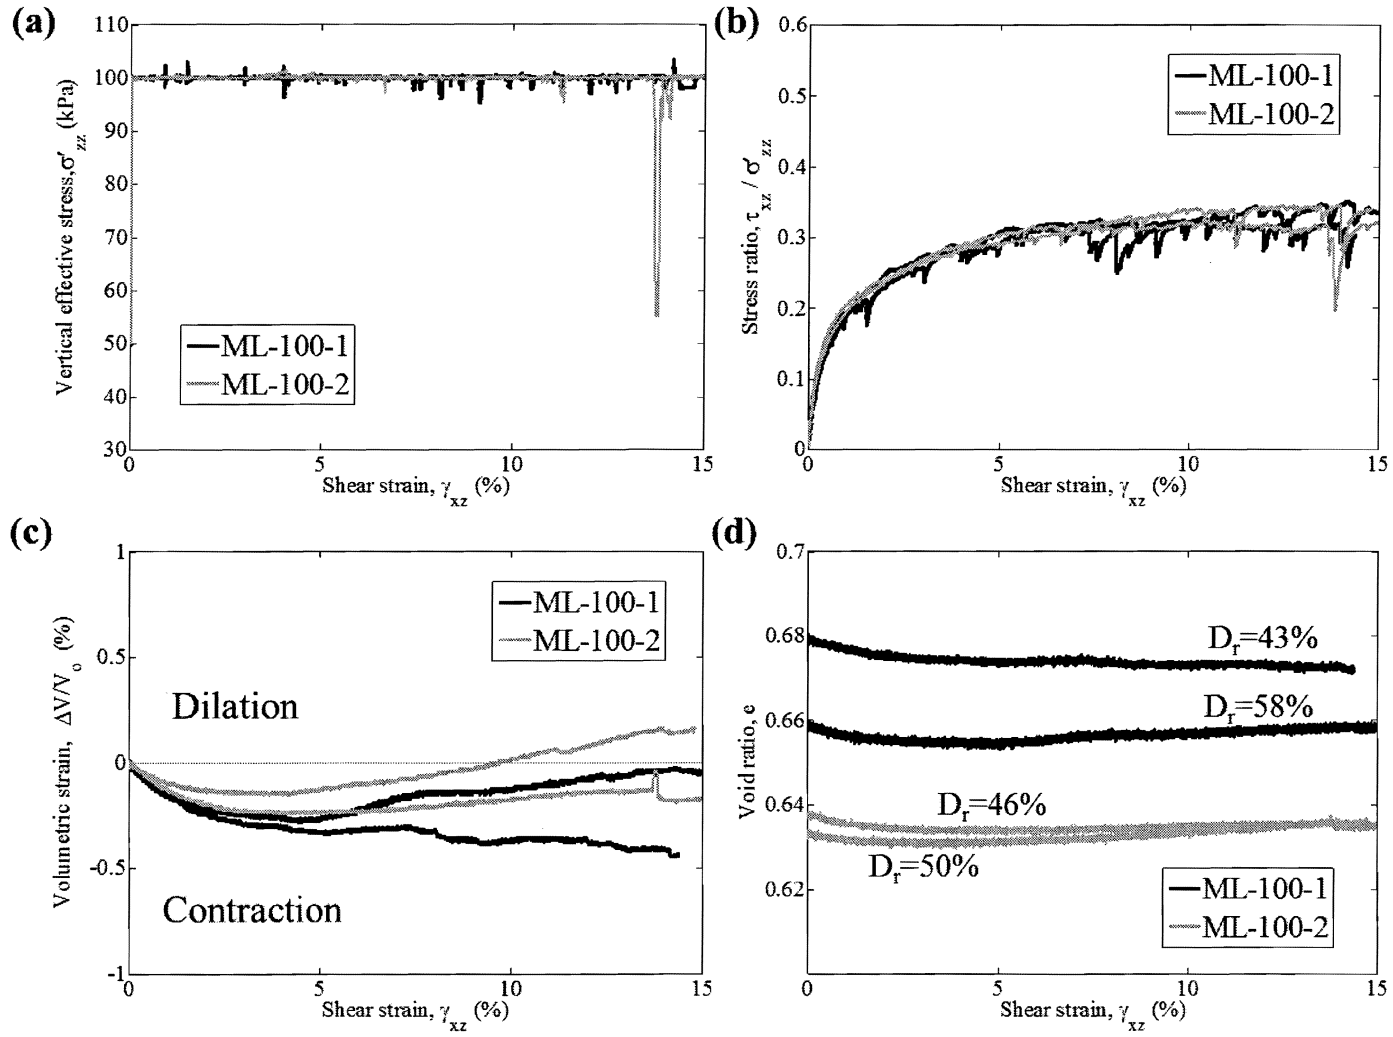 (a)
110
100
90
80
70
60
50
40
30
0
5
10
15
Vertical effective stress,σ'zz (kPa)
Shear strain, γxz (%)
ML-100-1
ML-100-2
(b)
0.6
0.5
0.4
0.3
0.2
0.1
0
0
5
10
15
Stress ratio, τxz / σ'zz
Shear strain, γxz (%)
ML-100-1
ML-100-2
(c)
1
0.5
0
-0.5
-1
0
5
10
15
Volumetric strain, ΔV/Vo (%)
Shear strain, γxz (%)
ML-100-1
ML-100-2
Dilation
Contraction
(d)
0.7
0.68
0.66
0.64
0.62
0
5
10
15
Void ratio, e
Shear strain, γxz (%)
Dr=43%
Dr=58%
Dr=46%
Dr=50%
ML-100-1
ML-100-2